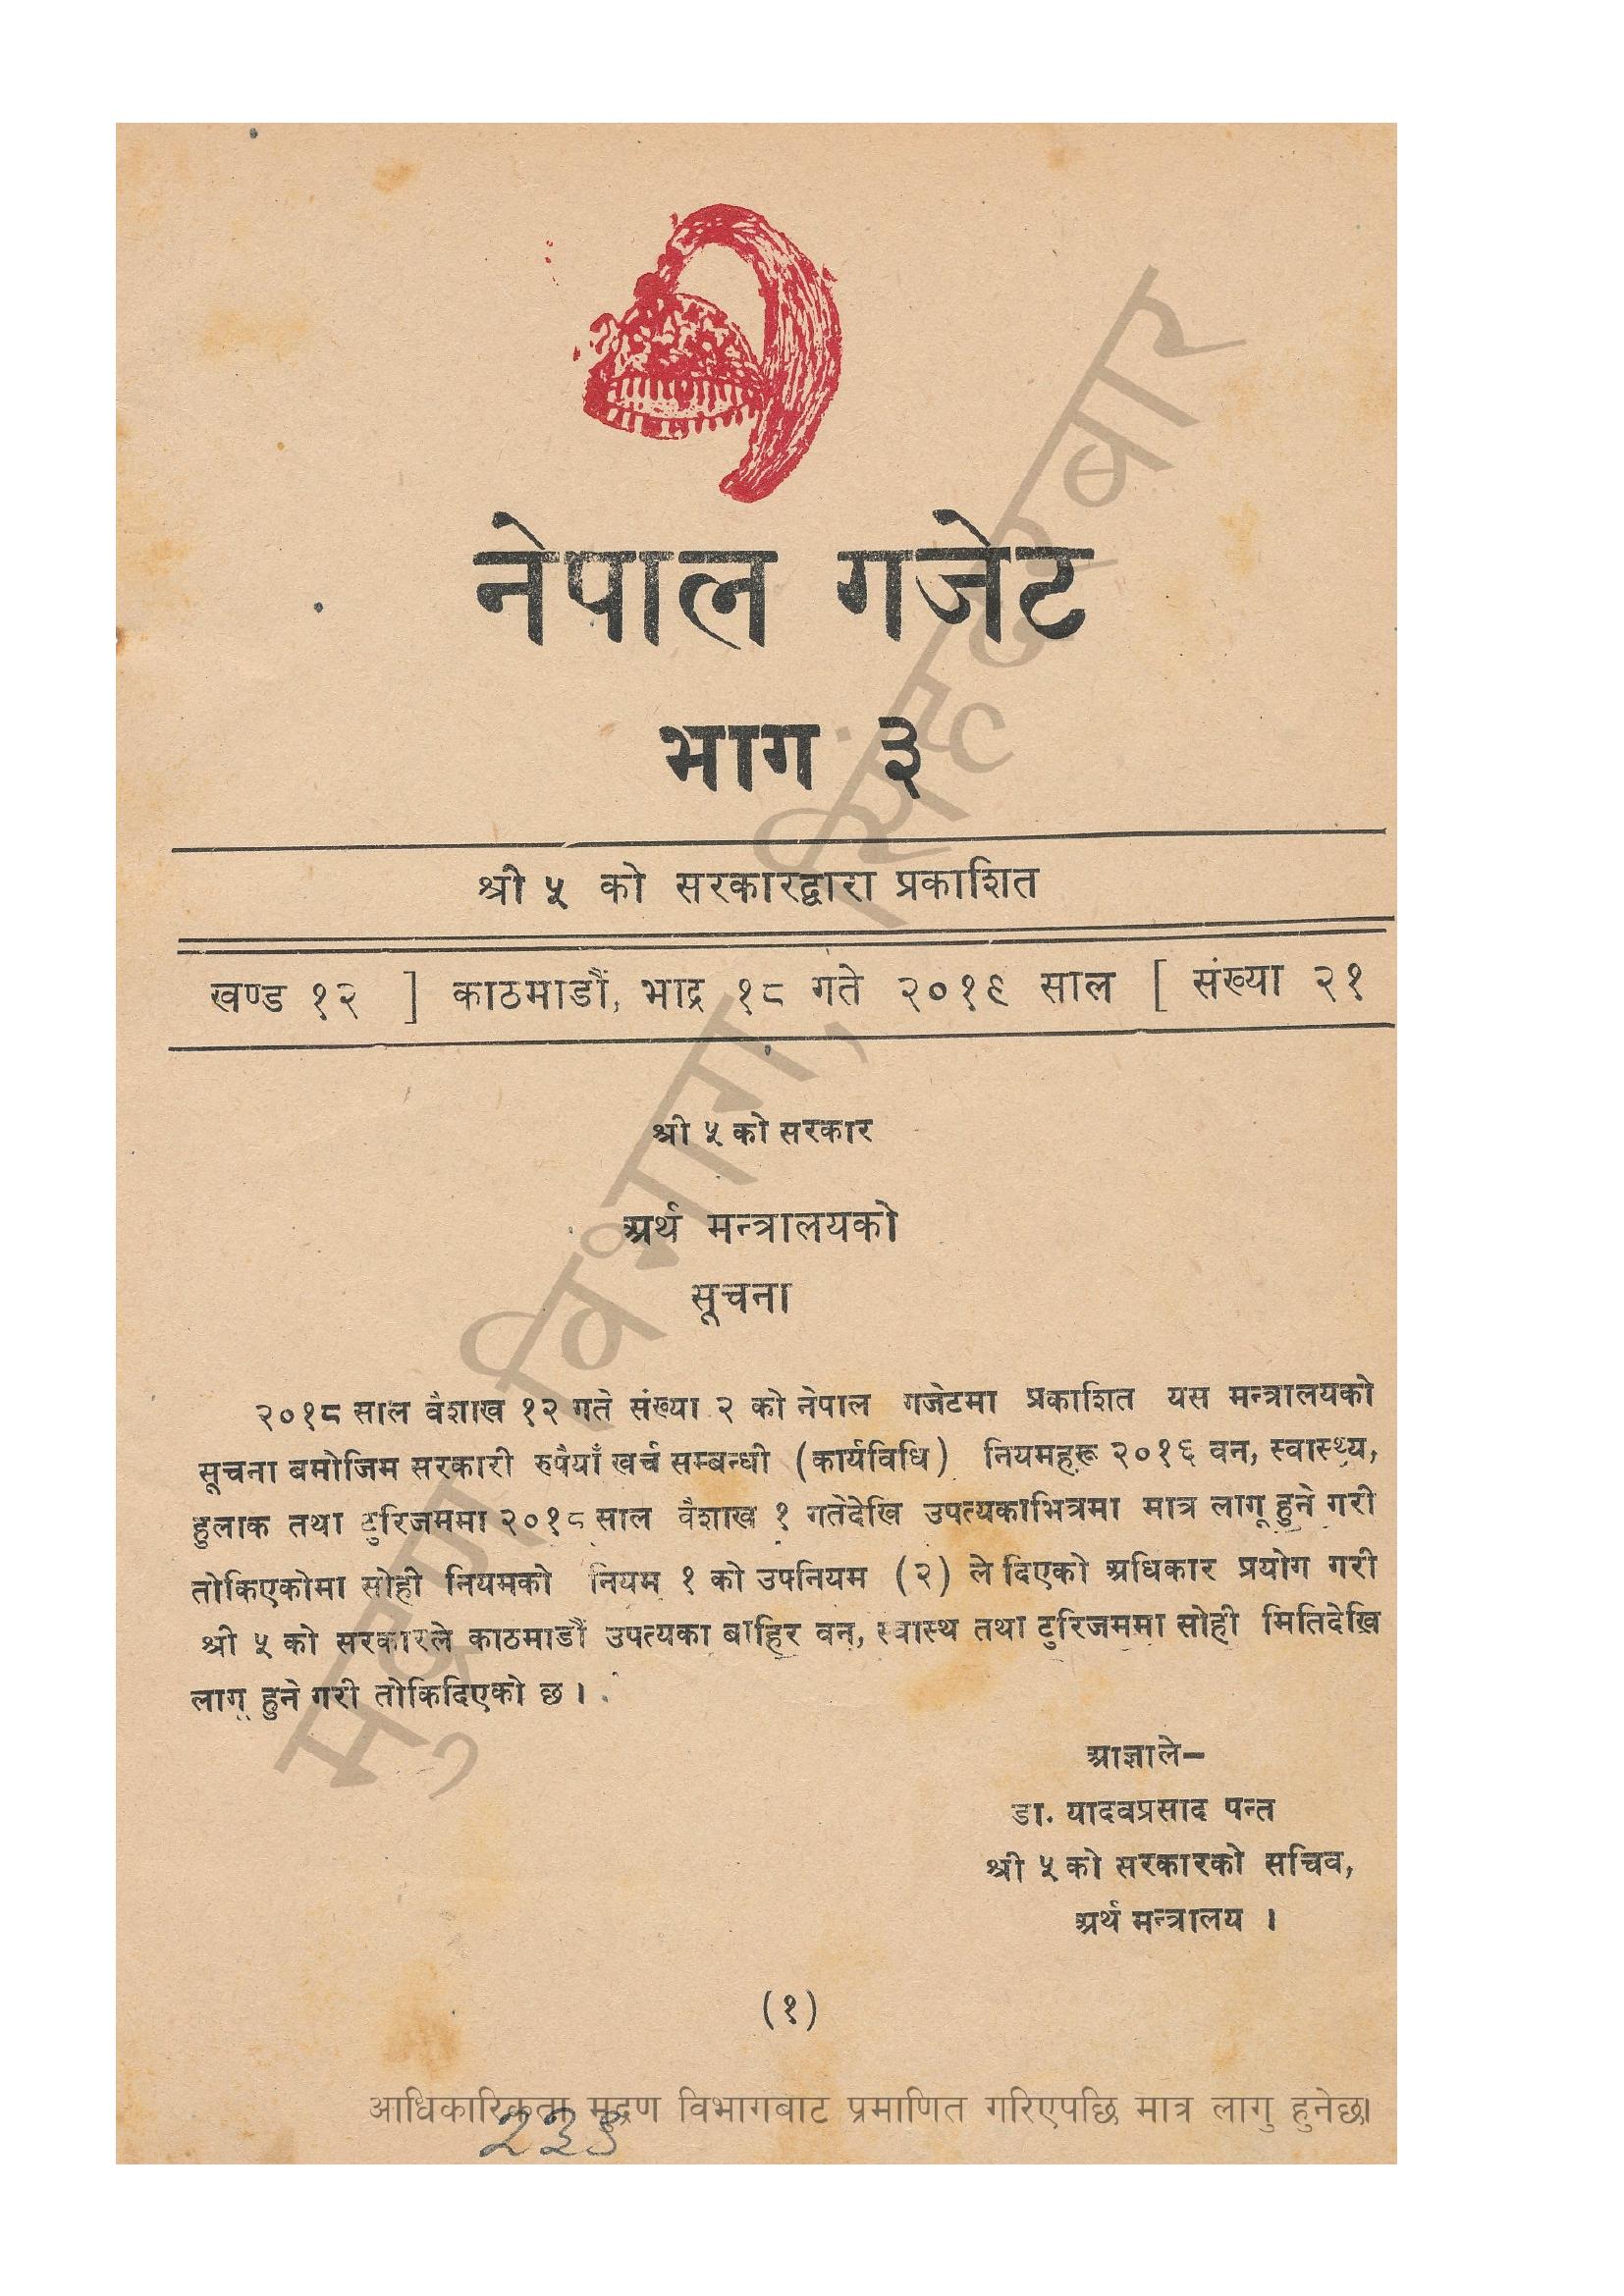 नेपाल गजेट
भाग ३
श्री ५ को सरकारद्वारा प्रकाशित
खण्ड १२ ] काठमाडौं, भाद्र १८ गते २०१९ साल [ संख्या २१
श्री ५ को सरकार
अर्थ मन्त्रालयको
सूचना
२०१८ साल वैशाख १२ गते संख्या २ को नेपाल गजेटमा प्रकाशित यस मन्त्रालयको
सूचना बमोजिम सरकारी रुपैयाँ खर्च सम्बन्धी (कार्यविधि) नियमहरू २०१६ वन, स्वास्थ्य,
हुलाक तथा टुरिजममा २०१८ साल वैशाख १ गतेदेखि उपत्यकाभित्रमा मात्र लागू हुने गरी
तोकिएकोमा सोही नियमको नियम १ को उपनियम (२) ले दिएको अधिकार प्रयोग गरी
श्री ५ को सरकारले काठमाडौं उपत्यका बाहिर वन, स्वास्थ तथा टुरिजममा सोही मितिदेखि
लागू हुने गरी तोकिदिएको छ ।
आज्ञाले—
डा. यादवप्रसाद पन्त
श्री ५ को सरकारको सचिव,
अर्थ मन्त्रालय ।
(१)
आधिकारिकता मुद्रण विभागबाट प्रमाणित गरिएपछि मात्र लागु हुनेछ।
मुद्रण विभाग, सिंहदरबार